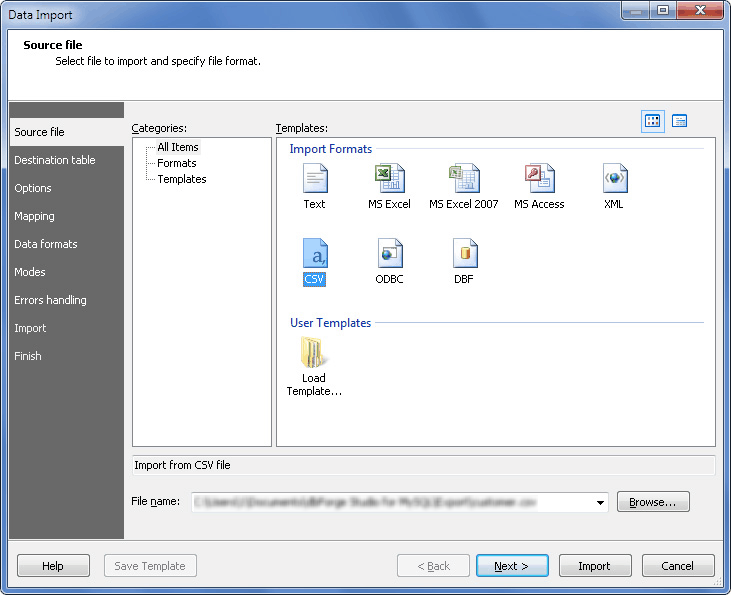 Data Import
Source file
Select file to import and specify file format.
Source file
Destination table
Options
Mapping
Data formats
Modes
Errors handling
Import
Finish
Categories:
All Items
Formats
Templates
Templates:
Import Formats
Text
MS Excel
MS Excel 2007
MS Access
XML
CSV
ODBC
DBF
User Templates
Load
Template...
Import from CSV file
File name:
Browse...
Help
Save Template
< Back
Next >
Import
Cancel